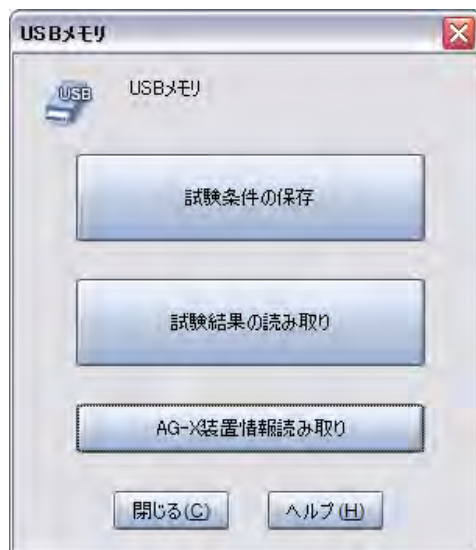 USBメモリ
USB
USBメモリ
試験条件の保存
試験結果の読み取り
AG-X装置情報読み取り
閉じる(C)
ヘルプ(H)